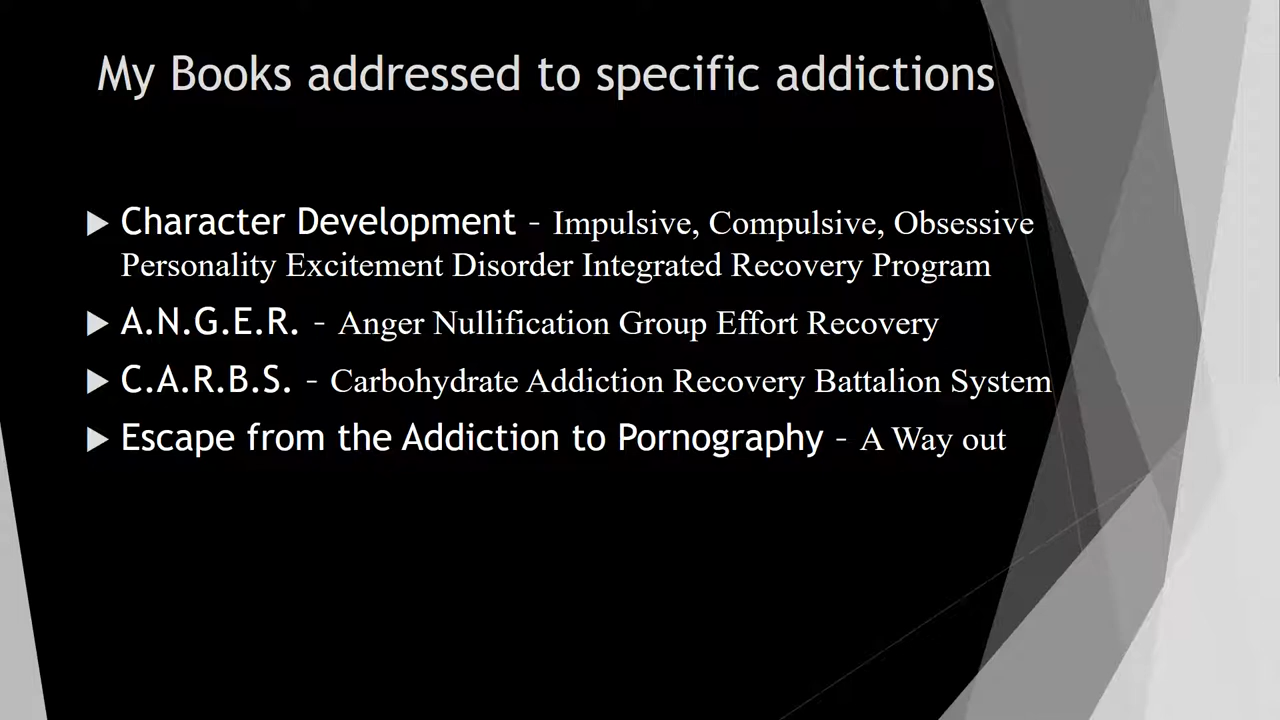 My Books addressed to specific addictions
Character Development - Impulsive, Compulsive, Obsessive
Personality Excitement Disorder Integrated Recovery Program
A.N.G.E.R. - Anger Nullification Group Effort Recovery
C.A.R.B.S. - Carbohydrate Addiction Recovery Battalion System
Escape from the Addiction to Pornography - A Way out